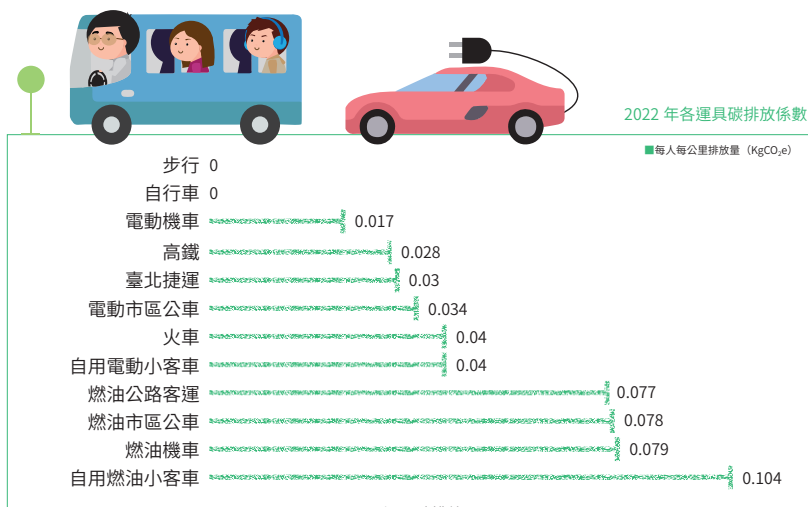 2022 年各運具碳排放係數
每人每公里排放量（KgCO₂e）
步行 0
自行車 0
電動機車 0.017
高鐵 0.028
臺北捷運 0.03
電動市區公車 0.034
火車 0.04
自用電動小客車 0.04
燃油公路客運 0.077
燃油市區公車 0.078
燃油機車 0.079
自用燃油小客車 0.104